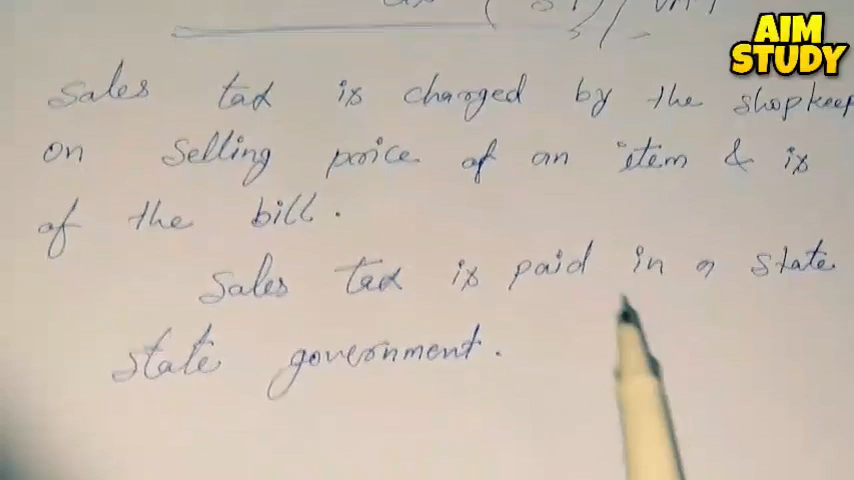 AIM
STUDY
Sales tax is charged by the shopkeep
on Selling price of an item & is
of the bill.
Sales tax is paid in a state
state government.